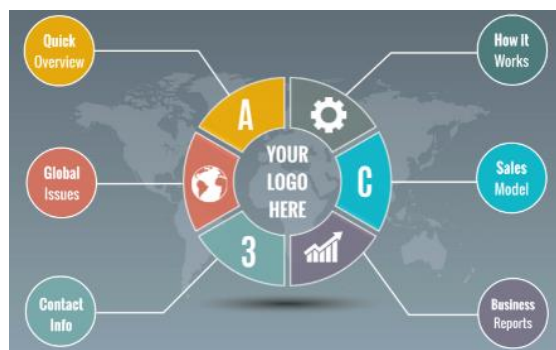 Quick
Overview
How it
Works
A
YOUR
LOGO
HERE
Global
Issues
C
Sales
Model
3
Contact
Info
Business
Reports